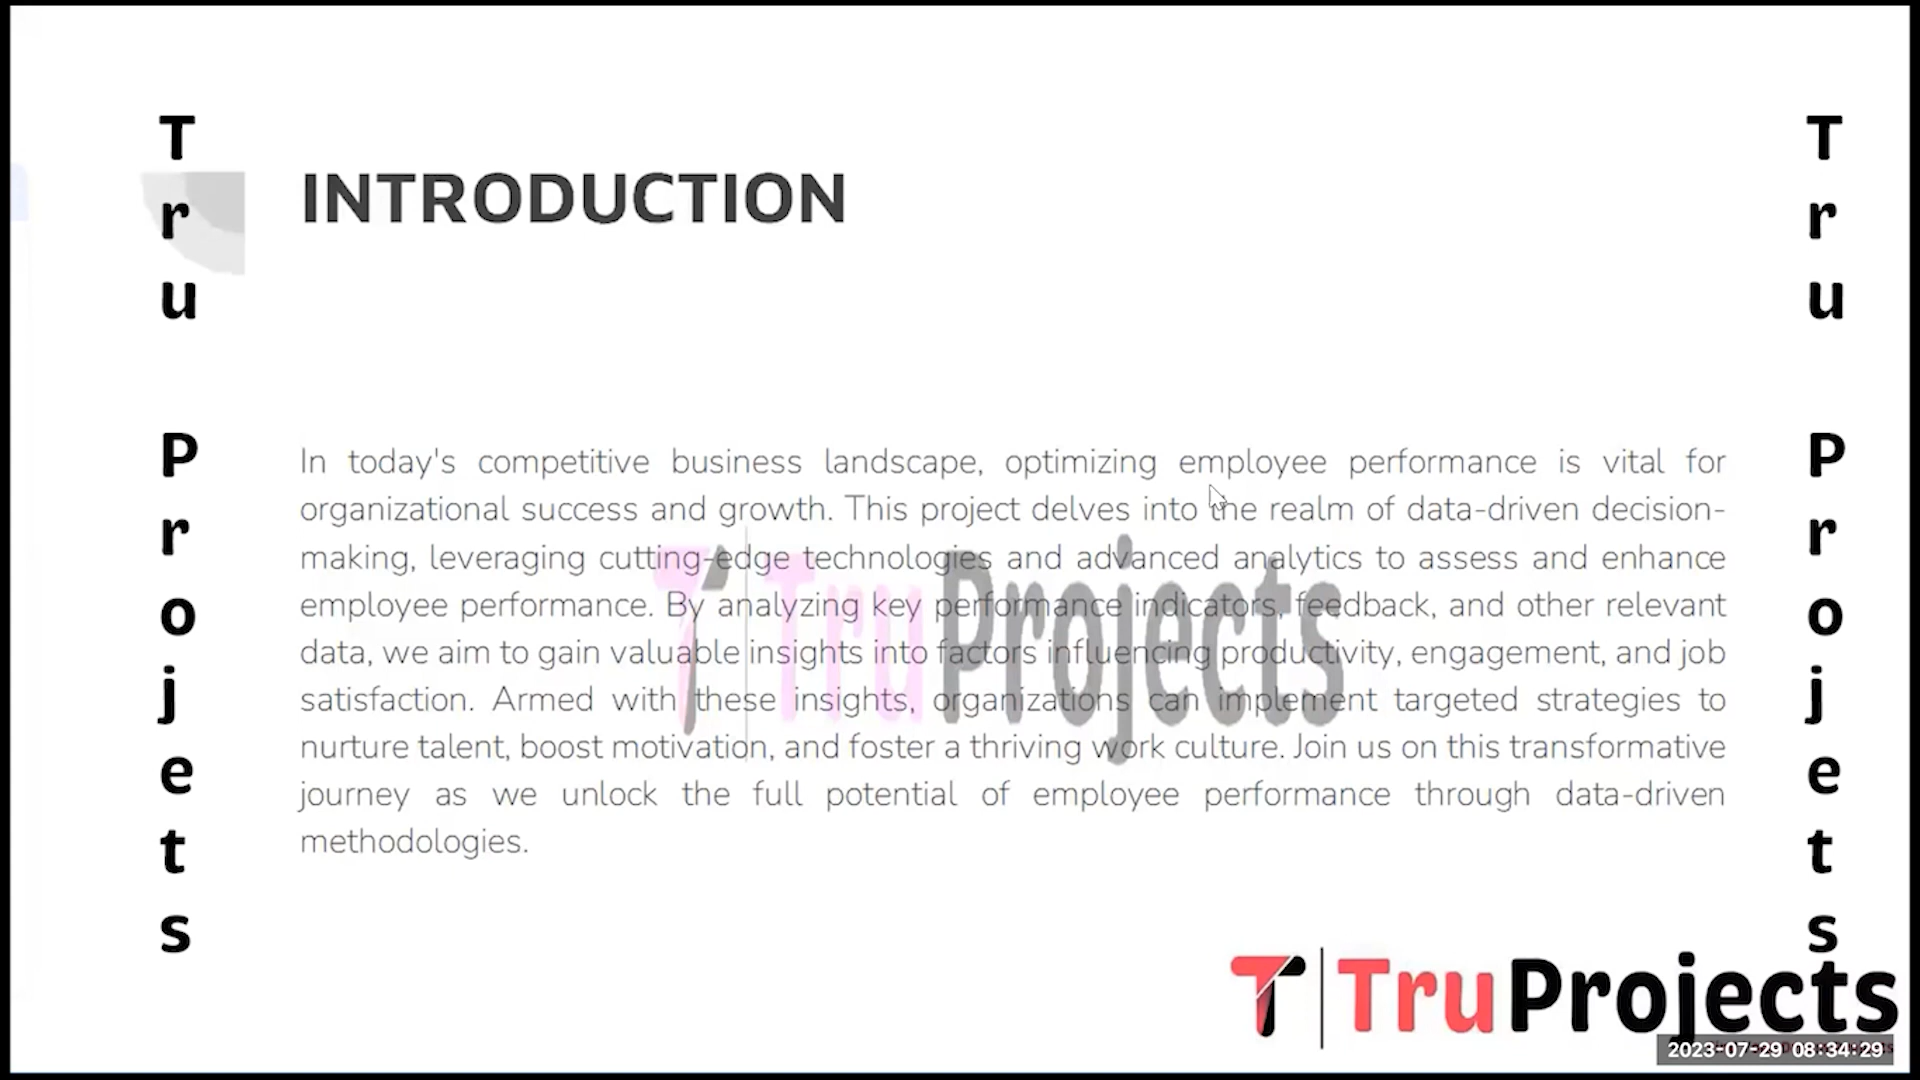 T
r
u
P
r
o
j
e
t
s
INTRODUCTION
In today's competitive business landscape, optimizing employee performance is vital for
organizational success and growth. This project delves into the realm of data-driven decision-
making, leveraging cutting-edge technologies and advanced analytics to assess and enhance
employee performance. By analyzing key performance indicators, feedback, and other relevant
data, we aim to gain valuable insights into factors influencing productivity, engagement, and job
satisfaction. Armed with these insights, organizations can implement targeted strategies to
nurture talent, boost motivation, and foster a thriving work culture. Join us on this transformative
journey as we unlock the full potential of employee performance through data-driven
methodologies.
TruProjects
T
r
u
P
r
o
j
e
t
s
TruProjects
2023-07-29 08:34:29